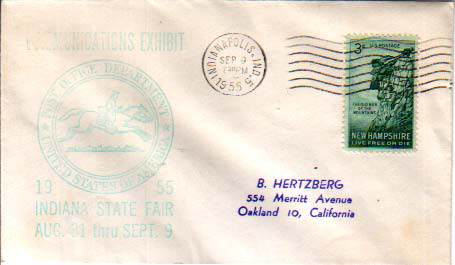 COMMUNICATIONS EXHIBIT
POST OFFICE DEPARTMENT
UNITED STATES OF AMERICA
19 55
INDIANA STATE FAIR
AUG. 31 thru SEPT. 9
INDIANAPOLIS, IND.
SEP 9
PM
1955
3¢ U.S. POSTAGE
THE OLD MAN
OF THE
MOUNTAINS
NEW HAMPSHIRE
LIVE FREE OR DIE
B. HERTZBERG
554 Merritt Avenue
Oakland 10, California